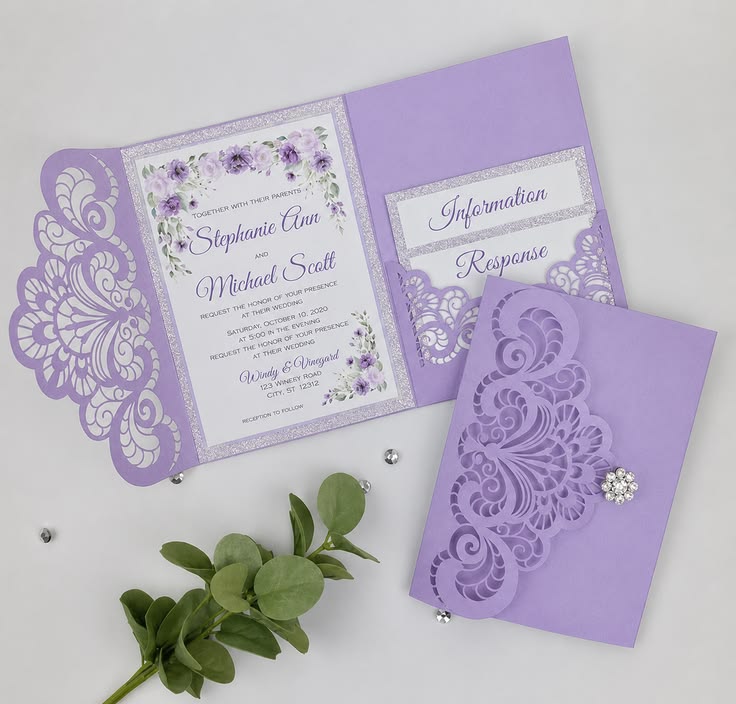 TOGETHER WITH THEIR PARENTS
Stephanie Ann
AND
Michael Scott
REQUEST THE HONOR OF YOUR PRESENCE
AT THEIR WEDDING
SATURDAY, OCTOBER 10, 2020
AT 5:00 IN THE EVENING
REQUEST THE HONOR OF YOUR PRESENCE
AT THEIR WEDDING
Windy & Vinegard
123 WINERY ROAD
CITY, ST 12312
RECEPTION TO FOLLOW
Information
Response